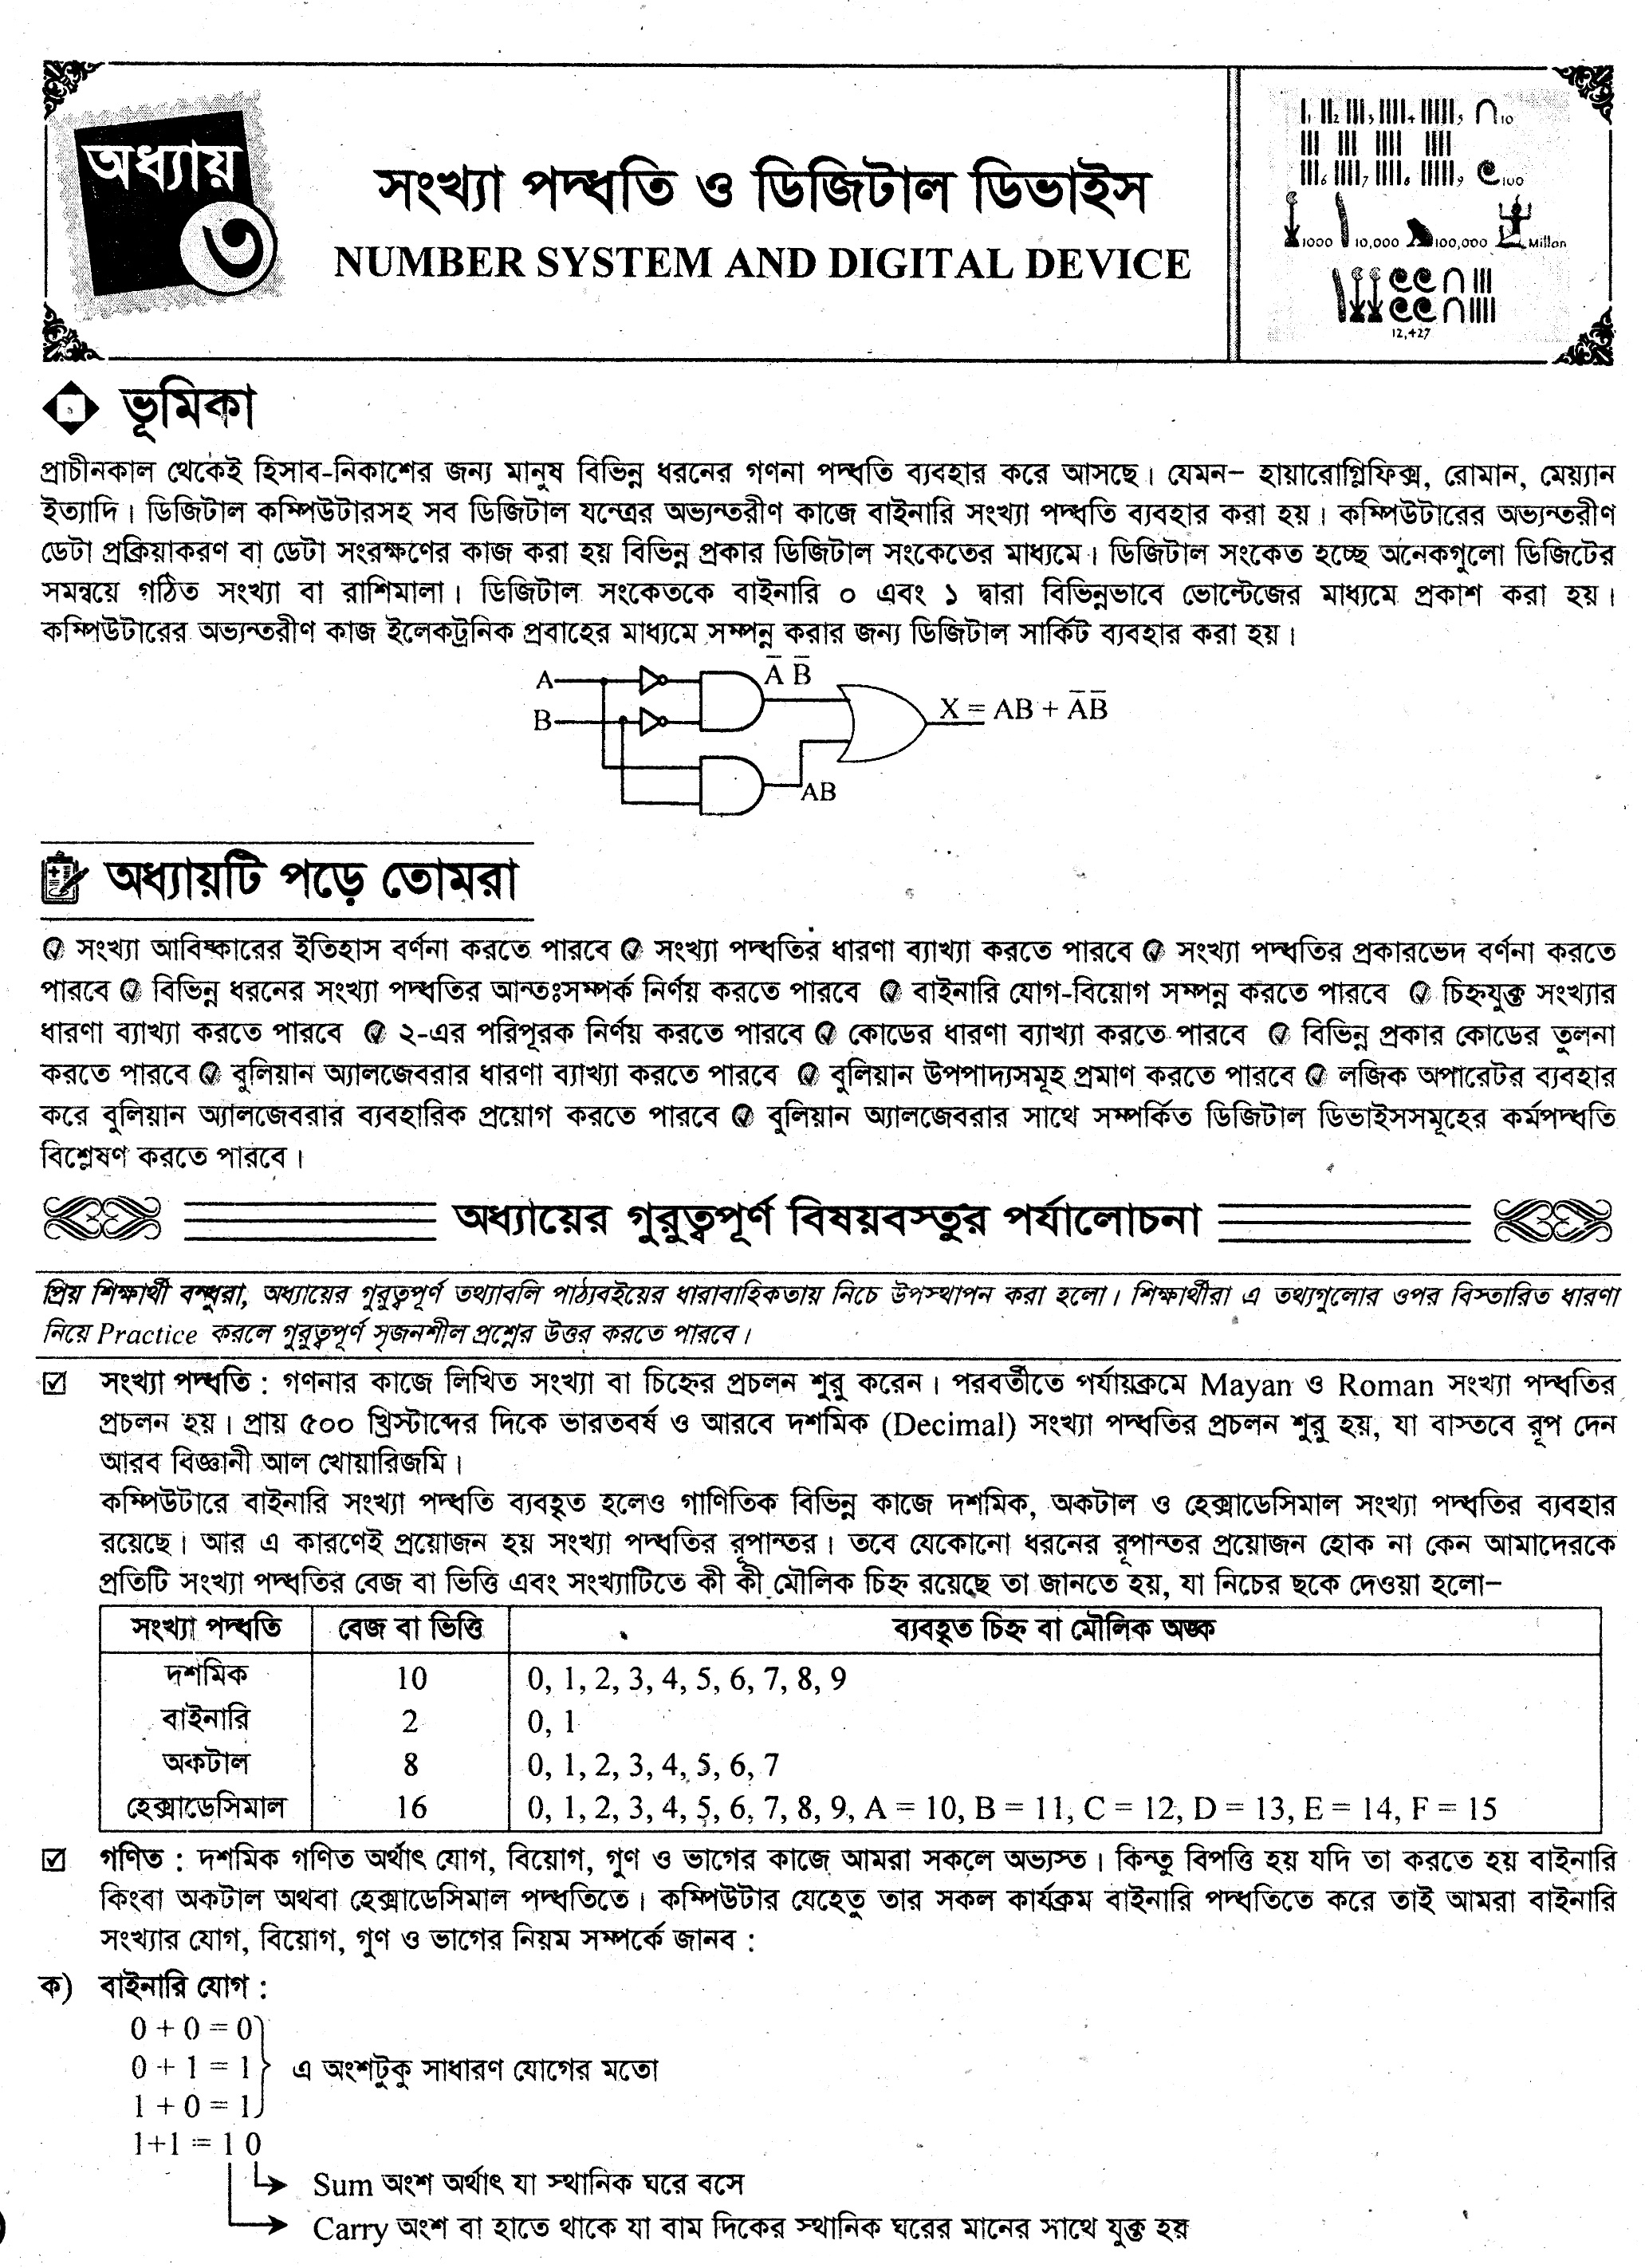 অধ্যায়
৩
সংখ্যা পদ্ধতি ও ডিজিটাল ডিভাইস
NUMBER SYSTEM AND DIGITAL DEVICE
1 2 3 4 5 10
6 7 8 9 100
1000 10,000 100,000 Millon
12,427
ভূমিকা
প্রাচীনকাল থেকেই হিসাব-নিকাশের জন্য মানুষ বিভিন্ন ধরনের গণনা পদ্ধতি ব্যবহার করে আসছে। যেমন– হায়ারোগ্লিফিক্স, রোমান, মেয়্যান
ইত্যাদি। ডিজিটাল কম্পিউটারসহ সব ডিজিটাল যন্ত্রের অভ্যন্তরীণ কাজে বাইনারি সংখ্যা পদ্ধতি ব্যবহার করা হয়। কম্পিউটারের অভ্যন্তরীণ
ডেটা প্রক্রিয়াকরণ বা ডেটা সংরক্ষণের কাজ করা হয় বিভিন্ন প্রকার ডিজিটাল সংকেতের মাধ্যমে। ডিজিটাল সংকেত হচ্ছে অনেকগুলো ডিজিটের
সমন্বয়ে গঠিত সংখ্যা বা রাশিমালা। ডিজিটাল সংকেতকে বাইনারি ০ এবং ১ দ্বারা বিভিন্নভাবে ভোল্টেজের মাধ্যমে প্রকাশ করা হয়।
কম্পিউটারের অভ্যন্তরীণ কাজ ইলেকট্রনিক প্রবাহের মাধ্যমে সম্পন্ন করার জন্য ডিজিটাল সার্কিট ব্যবহার করা হয়।
A
B
A̅ B̅
X = AB + A̅B̅
AB
অধ্যায়টি পড়ে তোমরা
সংখ্যা আবিষ্কারের ইতিহাস বর্ণনা করতে পারবে সংখ্যা পদ্ধতির ধারণা ব্যাখ্যা করতে পারবে সংখ্যা পদ্ধতির প্রকারভেদ বর্ণনা করতে
পারবে বিভিন্ন ধরনের সংখ্যা পদ্ধতির আন্তঃসম্পর্ক নির্ণয় করতে পারবে বাইনারি যোগ-বিয়োগ সম্পন্ন করতে পারবে চিহ্নযুক্ত সংখ্যার
ধারণা ব্যাখ্যা করতে পারবে ২-এর পরিপূরক নির্ণয় করতে পারবে কোডের ধারণা ব্যাখ্যা করতে পারবে বিভিন্ন প্রকার কোডের তুলনা
করতে পারবে বুলিয়ান অ্যালজেবরার ধারণা ব্যাখ্যা করতে পারবে বুলিয়ান উপপাদ্যসমূহ প্রমাণ করতে পারবে লজিক অপারেটর ব্যবহার
করে বুলিয়ান অ্যালজেবরার ব্যবহারিক প্রয়োগ করতে পারবে বুলিয়ান অ্যালজেবরার সাথে সম্পর্কিত ডিজিটাল ডিভাইসসমূহের কর্মপদ্ধতি
বিশ্লেষণ করতে পারবে।
অধ্যায়ের গুরুত্বপূর্ণ বিষয়বস্তুর পর্যালোচনা
প্রিয় শিক্ষার্থী বন্ধুরা, অধ্যায়ের গুরুত্বপূর্ণ তথ্যাবলি পাঠ্যবইয়ের ধারাবাহিকতায় নিচে উপস্থাপন করা হলো। শিক্ষার্থীরা এ তথ্যগুলোর ওপর বিস্তারিত ধারণা
নিয়ে Practice করলে গুরুত্বপূর্ণ সৃজনশীল প্রশ্নের উত্তর করতে পারবে।
☑ সংখ্যা পদ্ধতি : গণনার কাজে লিখিত সংখ্যা বা চিহ্নের প্রচলন শুরু করেন। পরবর্তীতে পর্যায়ক্রমে Mayan ও Roman সংখ্যা পদ্ধতির
প্রচলন হয়। প্রায় ৫০০ খ্রিস্টাব্দের দিকে ভারতবর্ষ ও আরবে দশমিক (Decimal) সংখ্যা পদ্ধতির প্রচলন শুরু হয়, যা বাস্তবে রূপ দেন
আরব বিজ্ঞানী আল খোয়ারিজমি।
কম্পিউটারে বাইনারি সংখ্যা পদ্ধতি ব্যবহৃত হলেও গাণিতিক বিভিন্ন কাজে দশমিক, অকটাল ও হেক্সাডেসিমাল সংখ্যা পদ্ধতির ব্যবহার
রয়েছে। আর এ কারণেই প্রয়োজন হয় সংখ্যা পদ্ধতির রূপান্তর। তবে যেকোনো ধরনের রূপান্তর প্রয়োজন হোক না কেন আমাদেরকে
প্রতিটি সংখ্যা পদ্ধতির বেজ বা ভিত্তি এবং সংখ্যাটিতে কী কী মৌলিক চিহ্ন রয়েছে তা জানতে হয়, যা নিচের ছকে দেওয়া হলো–
সংখ্যা পদ্ধতি বেজ বা ভিত্তি ব্যবহৃত চিহ্ন বা মৌলিক অঙ্ক
দশমিক 10 0, 1, 2, 3, 4, 5, 6, 7, 8, 9
বাইনারি 2 0, 1
অকটাল 8 0, 1, 2, 3, 4, 5, 6, 7
হেক্সাডেসিমাল 16 0, 1, 2, 3, 4, 5, 6, 7, 8, 9, A = 10, B = 11, C = 12, D = 13, E = 14, F = 15
☑ গণিত : দশমিক গণিত অর্থাৎ যোগ, বিয়োগ, গুণ ও ভাগের কাজে আমরা সকলে অভ্যস্ত। কিন্তু বিপত্তি হয় যদি তা করতে হয় বাইনারি
কিংবা অকটাল অথবা হেক্সাডেসিমাল পদ্ধতিতে। কম্পিউটার যেহেতু তার সকল কার্যক্রম বাইনারি পদ্ধতিতে করে তাই আমরা বাইনারি
সংখ্যার যোগ, বিয়োগ, গুণ ও ভাগের নিয়ম সম্পর্কে জানব :
ক) বাইনারি যোগ :
0 + 0 = 0
0 + 1 = 1 এ অংশটুকু সাধারণ যোগের মতো
1 + 0 = 1
1+1 = 1 0
Sum অংশ অর্থাৎ যা স্থানিক ঘরে বসে
Carry অংশ বা হাতে থাকে যা বাম দিকের স্থানিক ঘরের মানের সাথে যুক্ত হয়